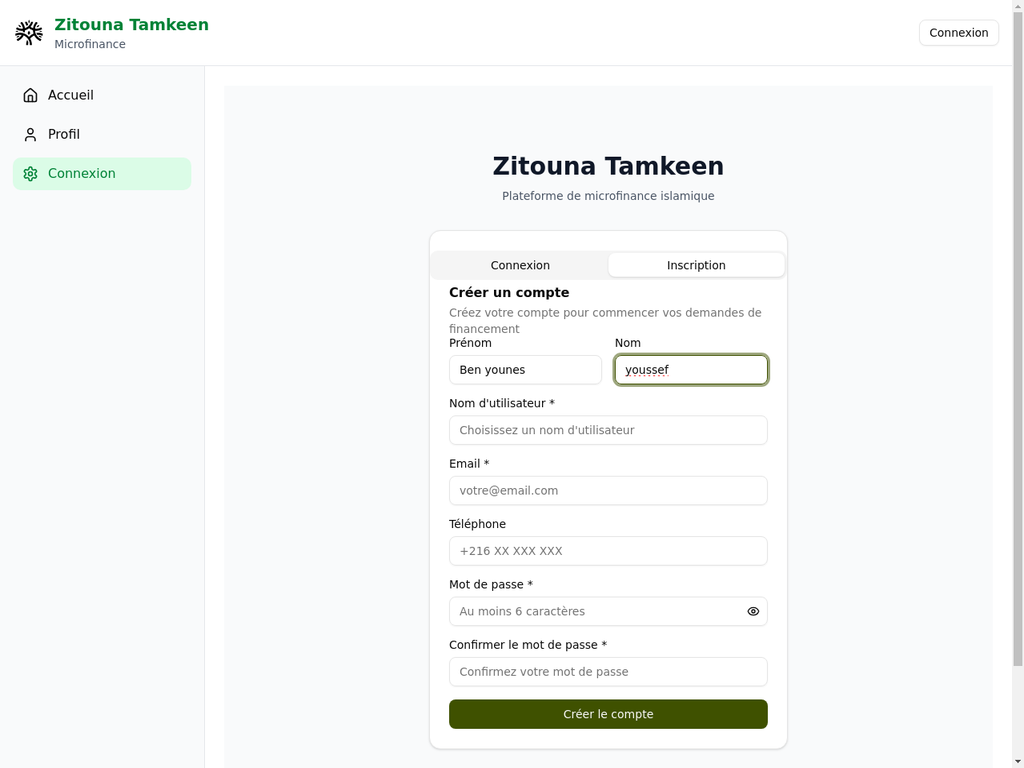 Zitouna Tamkeen
Microfinance
Connexion
Accueil
Profil
Connexion
Zitouna Tamkeen
Plateforme de microfinance islamique
Connexion
Inscription
Créer un compte
Créez votre compte pour commencer vos demandes de
financement
Prénom
Nom
Ben younes
youssef
Nom d'utilisateur *
Choisissez un nom d'utilisateur
Email *
votre@email.com
Téléphone
+216 XX XXX XXX
Mot de passe *
Au moins 6 caractères
Confirmer le mot de passe *
Confirmez votre mot de passe
Créer le compte